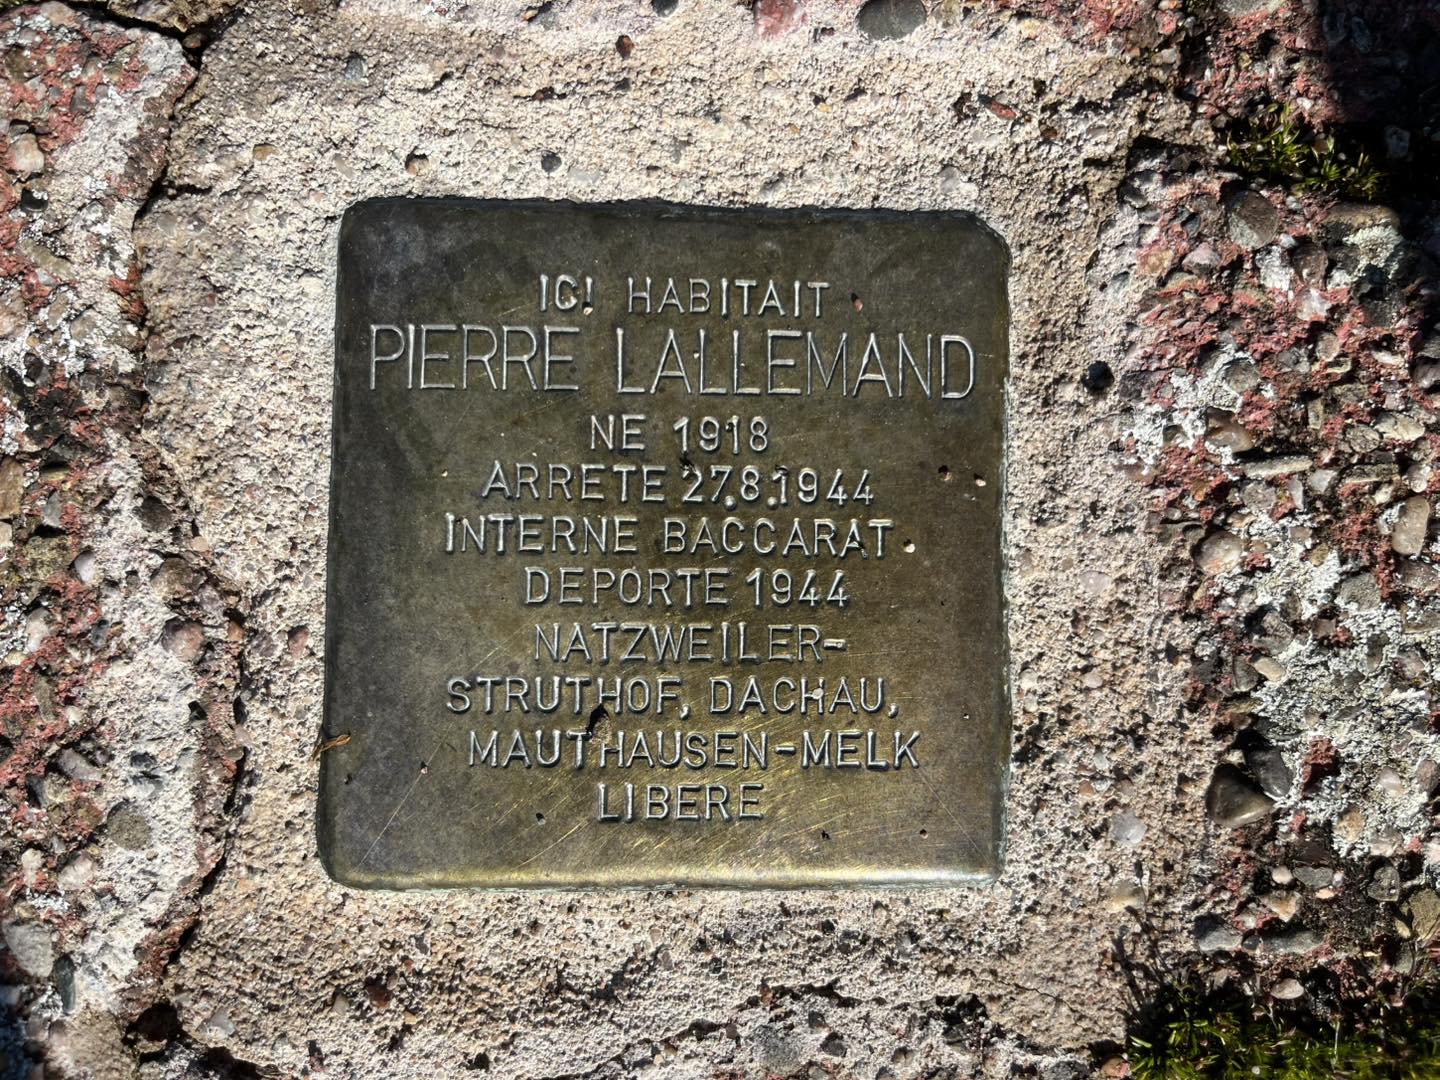 ICI HABITAIT
PIERRE LALLEMAND
NE 1918
ARRETE 27.8.1944
INTERNE BACCARAT
DEPORTE 1944
NATZWEILER-
STRUTHOF, DACHAU,
MAUTHAUSEN-MELK
LIBERE